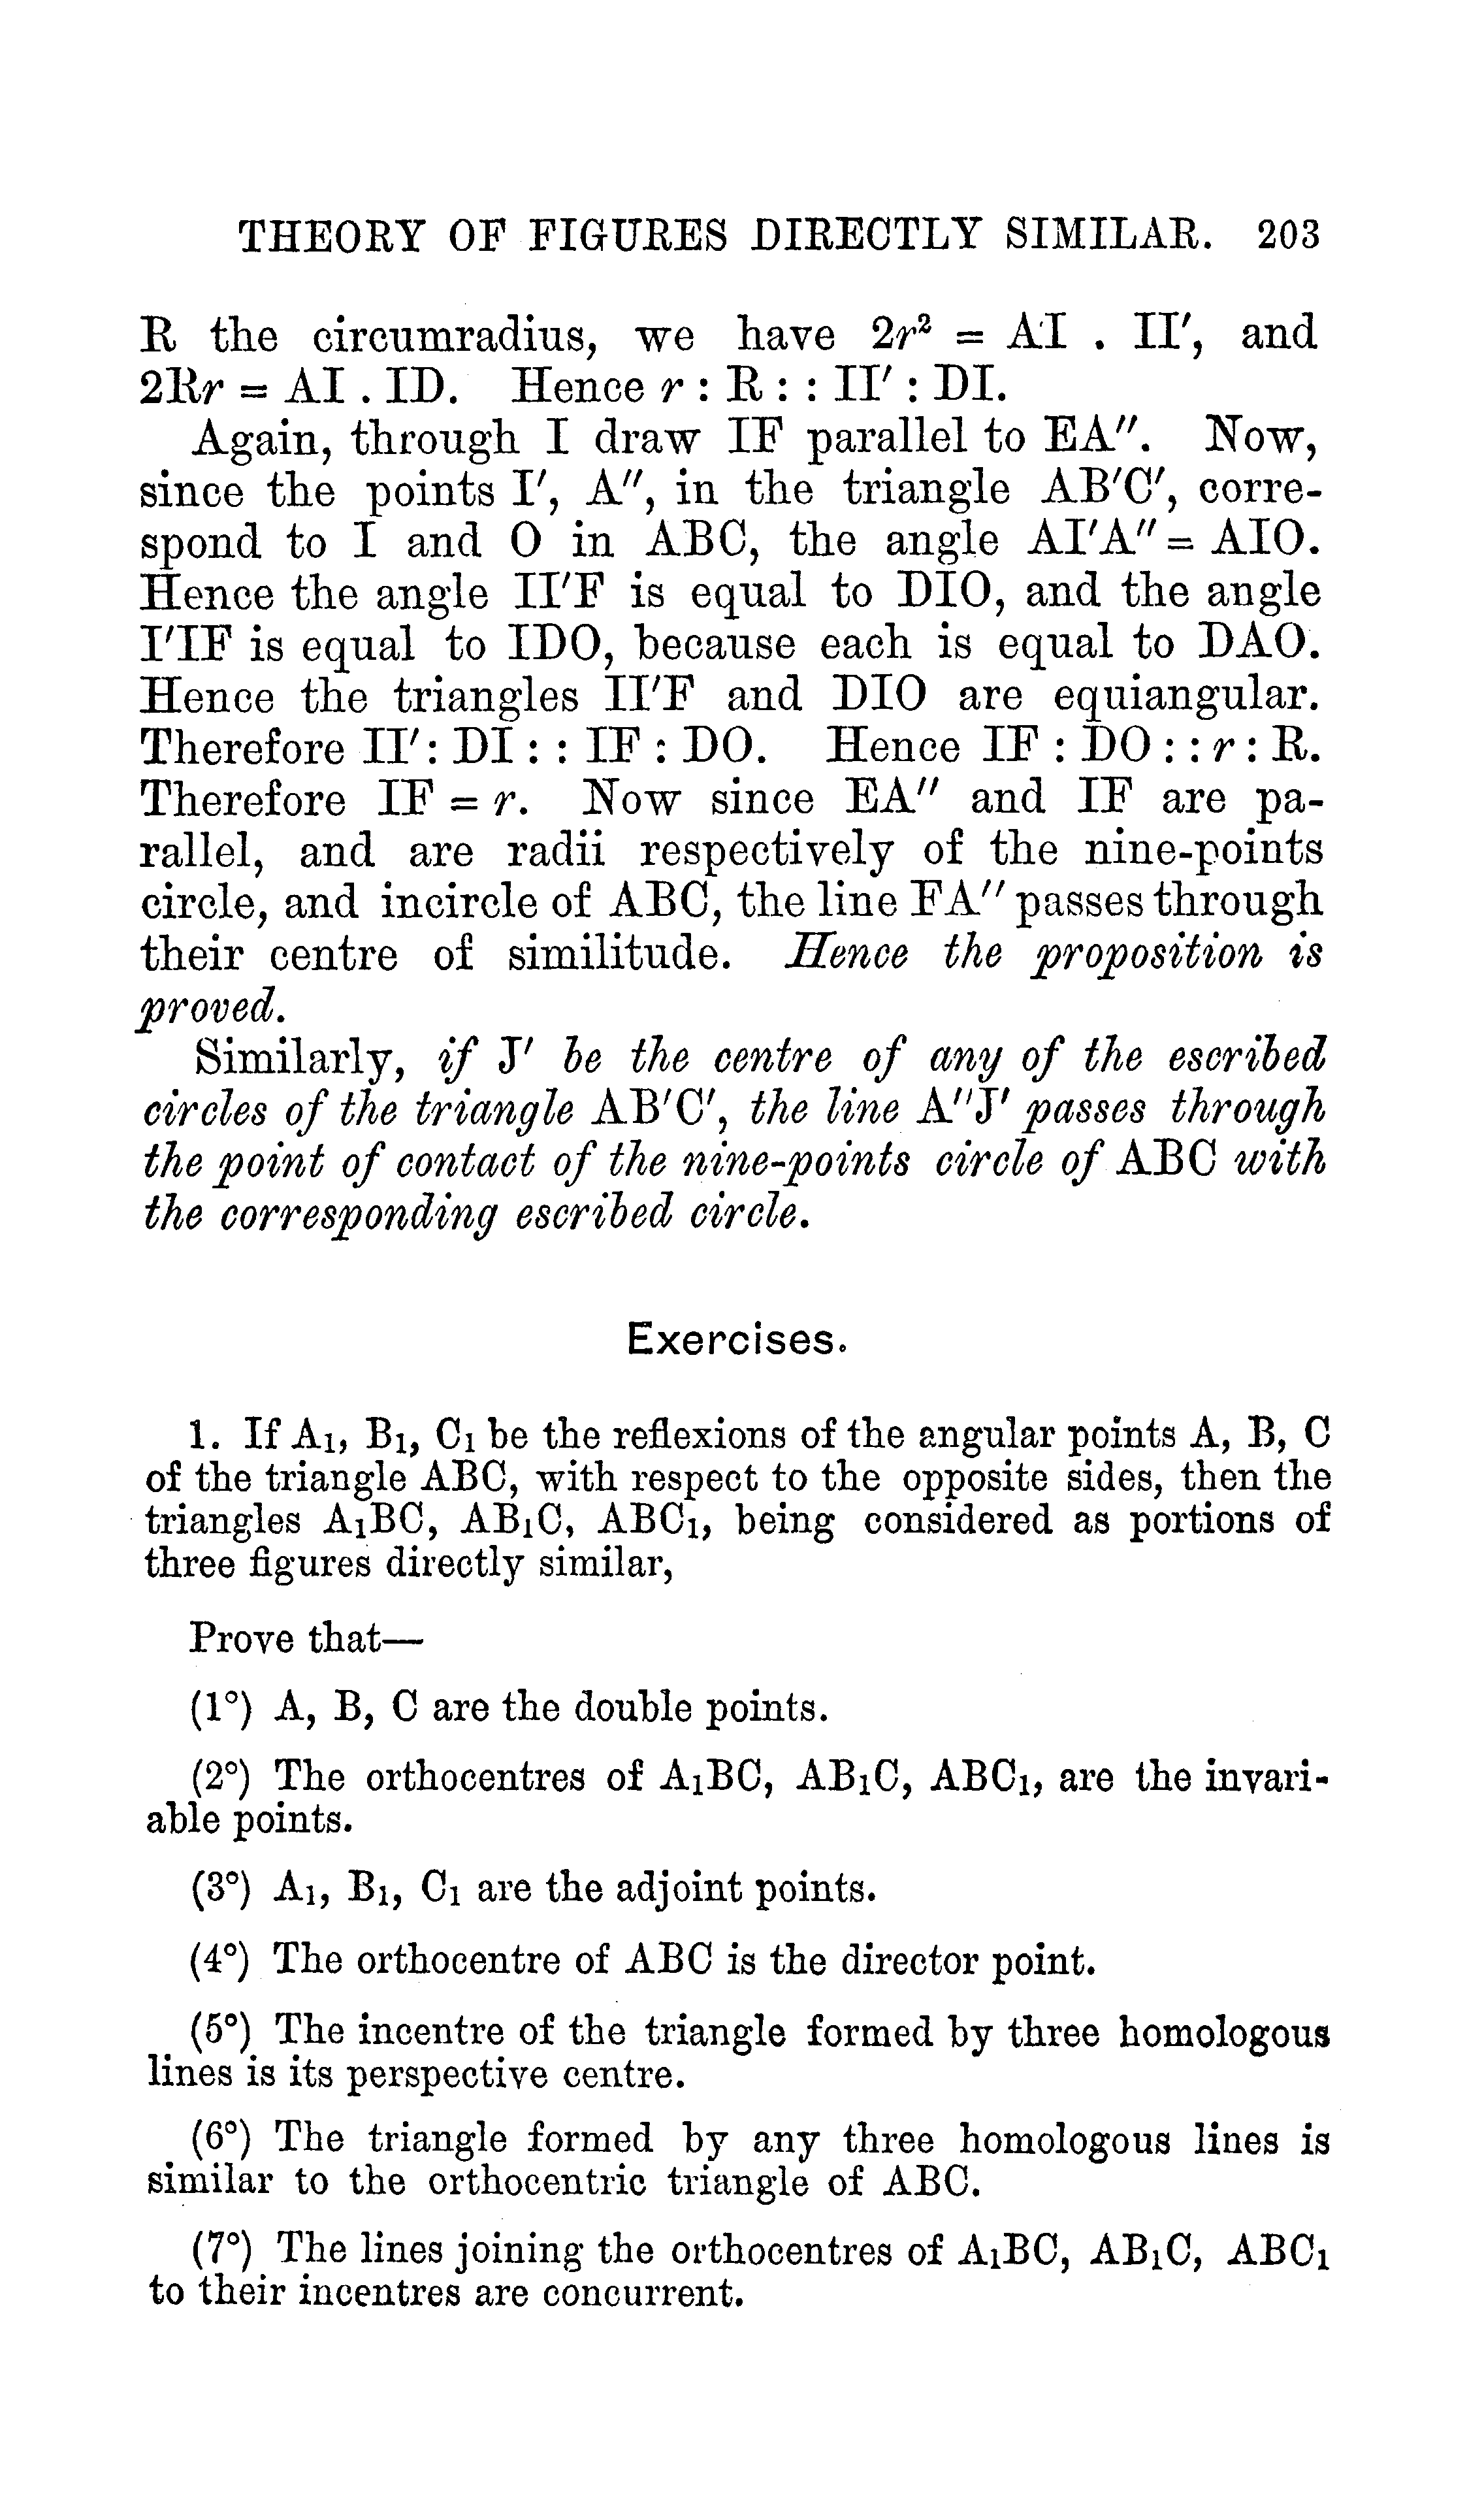 THEORY OF FIGURES DIRECTLY SIMILAR. 203
R the circumradius, we have 2r² = AI . II′, and
2Rr = AI . ID. Hence r : R : : II′ : DI.
Again, through I draw IF parallel to EA″. Now,
since the points I′, A″, in the triangle AB′C′, corre-
spond to I and O in ABC, the angle AI′A″ = AIO.
Hence the angle II′F is equal to DIO, and the angle
I′IF is equal to IDO, because each is equal to DAO.
Hence the triangles II′F and DIO are equiangular.
Therefore II′ : DI : : IF : DO. Hence IF : DO : : r : R.
Therefore IF = r. Now since EA″ and IF are pa-
rallel, and are radii respectively of the nine-points
circle, and incircle of ABC, the line FA″ passes through
their centre of similitude. Hence the proposition is
proved.
Similarly, if J′ be the centre of any of the escribed
circles of the triangle AB′C′, the line A″J′ passes through
the point of contact of the nine-points circle of ABC with
the corresponding escribed circle.
Exercises.
1. If A₁, B₁, C₁ be the reflexions of the angular points A, B, C
of the triangle ABC, with respect to the opposite sides, then the
triangles A₁BC, AB₁C, ABC₁, being considered as portions of
three figures directly similar,
Prove that—
(1°) A, B, C are the double points.
(2°) The orthocentres of A₁BC, AB₁C, ABC₁, are the invari-
able points.
(3°) A₁, B₁, C₁ are the adjoint points.
(4°) The orthocentre of ABC is the director point.
(5°) The incentre of the triangle formed by three homologous
lines is its perspective centre.
(6°) The triangle formed by any three homologous lines is
similar to the orthocentric triangle of ABC.
(7°) The lines joining the orthocentres of A₁BC, AB₁C, ABC₁
to their incentres are concurrent.